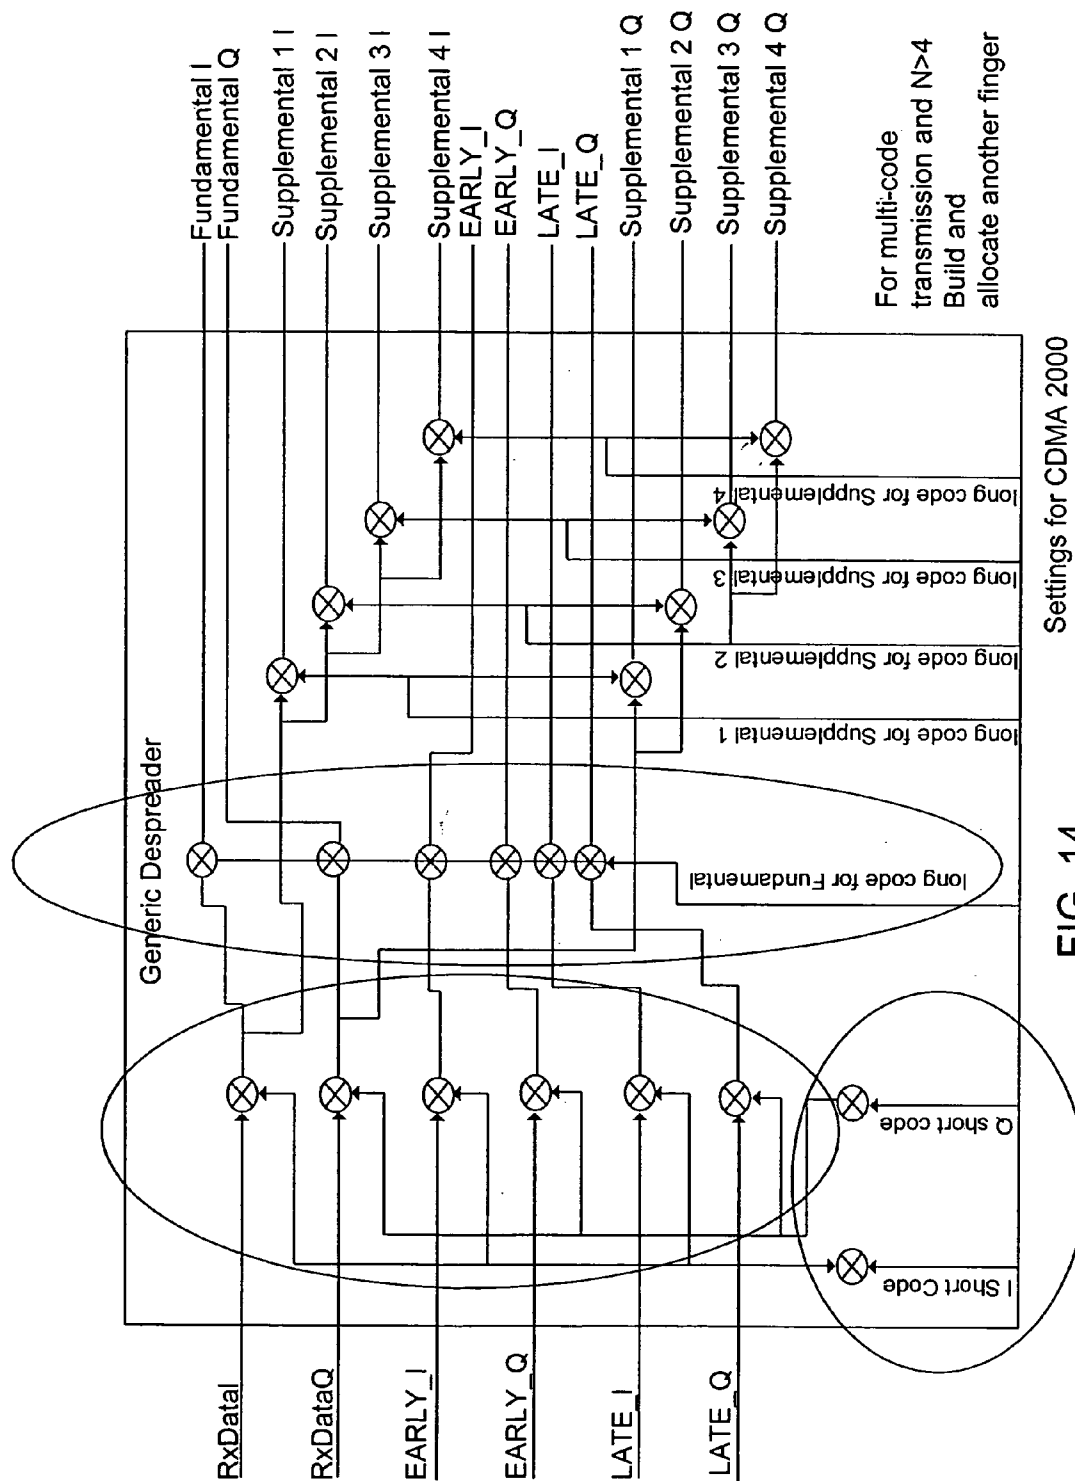 Generic Despreader
RxDataI
RxDataQ
EARLY_I
EARLY_Q
LATE_I
LATE_Q
I Short Code
Q short code
long code for Fundamental
long code for Supplemental 1
long code for Supplemental 2
long code for Supplemental 3
long code for Supplemental 4
Fundamental I
Fundamental Q
Supplemental 1 I
Supplemental 2 I
Supplemental 3 I
Supplemental 4 I
EARLY_I
EARLY_Q
LATE_I
LATE_Q
Supplemental 1 Q
Supplemental 2 Q
Supplemental 3 Q
Supplemental 4 Q
For multi-code
transmission and N>4
Build and
allocate another finger
Settings for CDMA 2000
FIG. 14